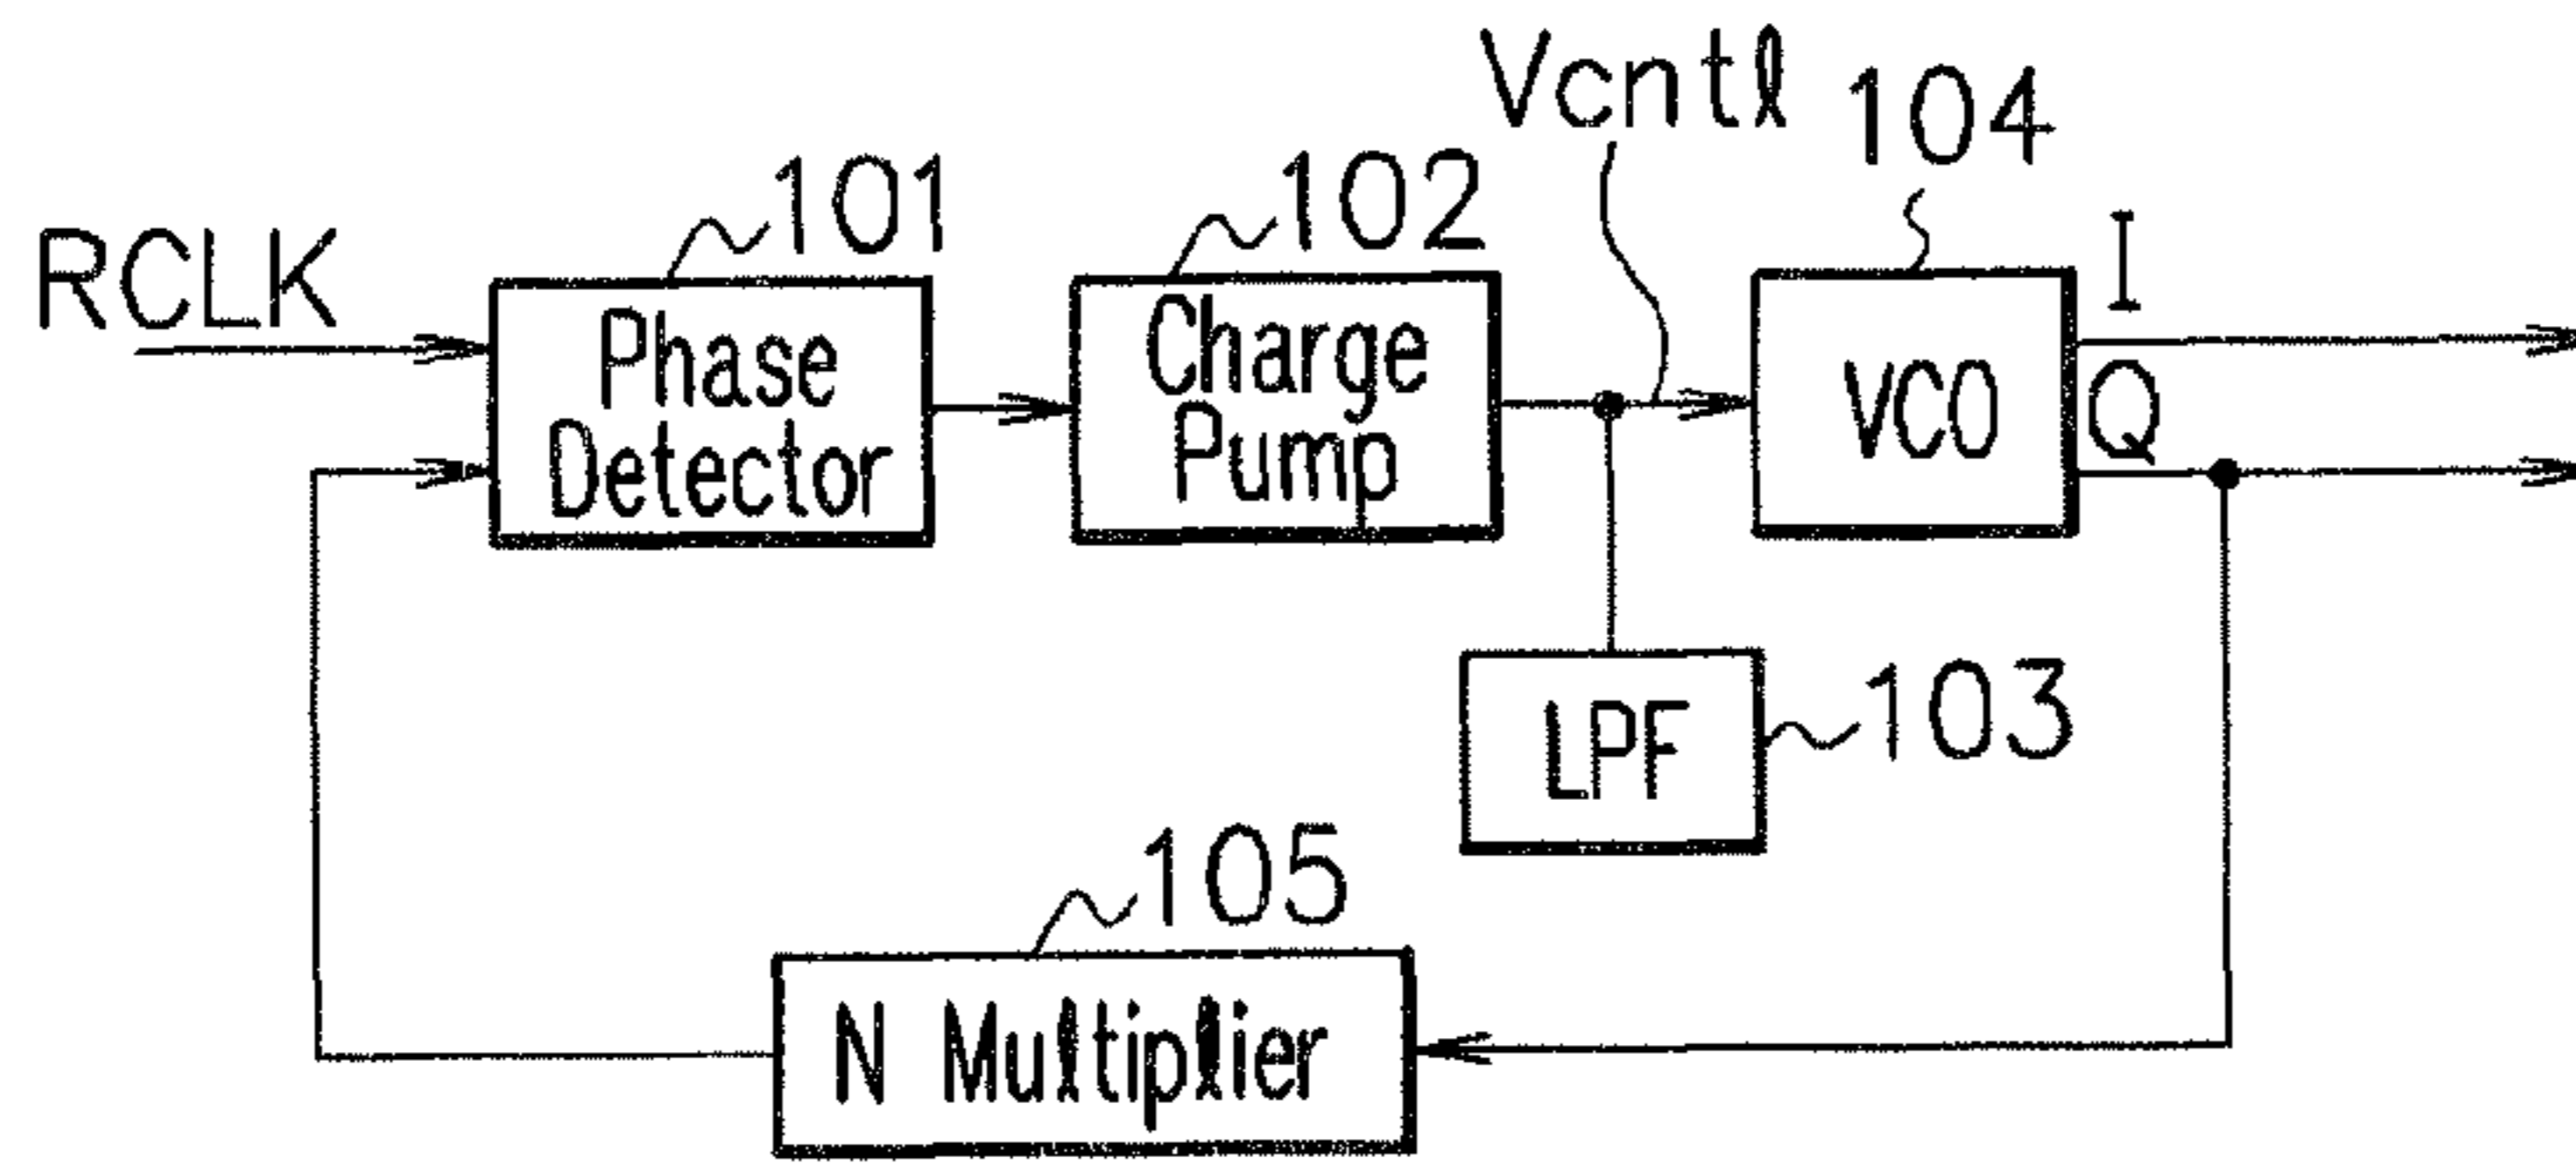 Vcntl
104
101
102
RCLK
I
Phase
Detector
Charge
Pump
VCO
Q
LPF
103
105
N Multiplier